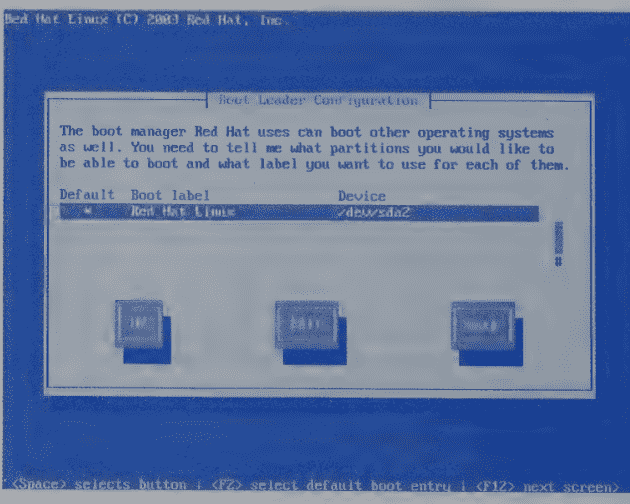 Red Hat Linux (C) 2003 Red Hat, Inc.
Boot Loader Configuration
The boot manager Red Hat uses can boot other operating systems
as well. You need to tell me what partitions you would like to
be able to boot and what label you want to use for each of them.
Default Boot label Device
* Red Hat Linux /dev/sda2
OK Edit Back
<Space> selects button | <F2> select default boot entry | <F12> next screen>